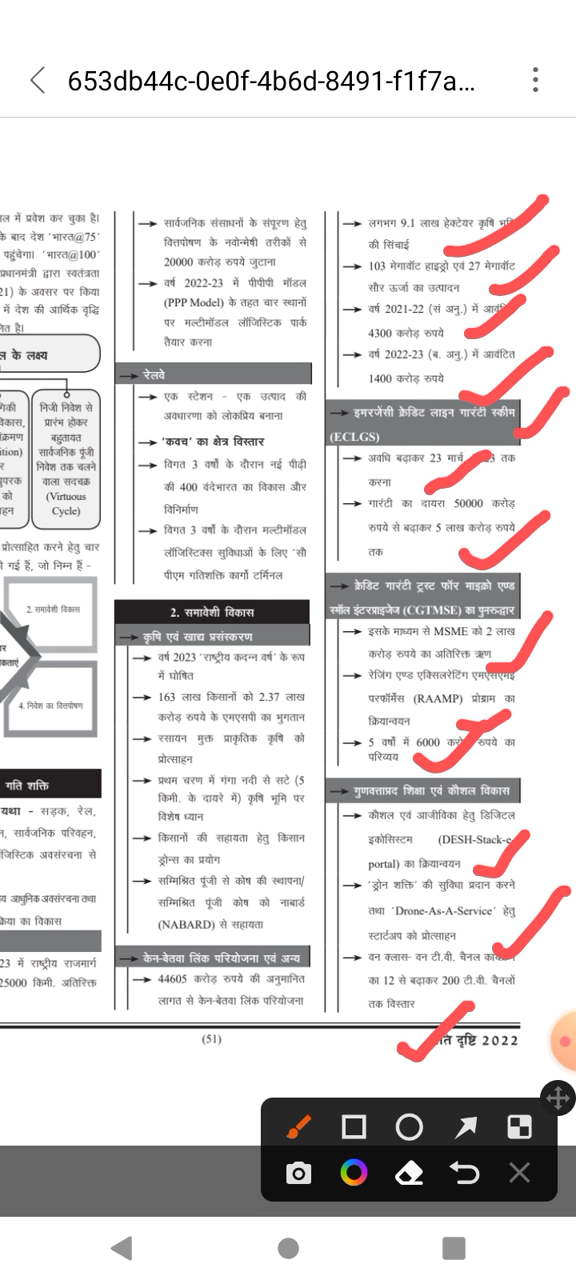 653db44c-0e0f-4b6d-8491-f1f7a...
ल में प्रवेश कर चुका है।
के बाद देश 'भारत@75'
पहुंचेगा। 'भारत@100'
प्रधानमंत्री द्वारा स्वतंत्रता
21) के अवसर पर किया
में देश की आर्थिक वृद्धि
ल के लक्ष्य
निजी निवेश से
प्रारंभ होकर
बहुतायत
सार्वजनिक पूंजी
निवेश तक चलने
वाला सदचक्र
(Virtuous
Cycle)
प्रोत्साहित करने हेतु चार
गई हैं, जो निम्न हैं -
2. समावेशी विकास
4. निवेश का वित्तपोषण
गति शक्ति
यथा - सड़क, रेल,
न, सार्वजनिक परिवहन,
जिस्टिक अवसंरचना से
य आधुनिक अवसंरचना तथा
क्रिया का विकास
23 में राष्ट्रीय राजमार्ग
25000 किमी. अतिरिक्त
→ सार्वजनिक संसाधनों के संपूरण हेतु
वित्तपोषण के नवोन्मेषी तरीकों से
20000 करोड़ रुपये जुटाना
→ वर्ष 2022-23 में पीपीपी मॉडल
(PPP Model) के तहत चार स्थानों
पर मल्टीमॉडल लॉजिस्टिक पार्क
तैयार करना
→ रेलवे
→ एक स्टेशन - एक उत्पाद की
अवधारणा को लोकप्रिय बनाना
→ 'कवच' का क्षेत्र विस्तार
→ विगत 3 वर्षों के दौरान नई पीढ़ी
की 400 वंदेभारत का विकास और
विनिर्माण
→ विगत 3 वर्षों के दौरान मल्टीमॉडल
लॉजिस्टिक्स सुविधाओं के लिए 'सौ
पीएम गतिशक्ति कार्गो टर्मिनल
2. समावेशी विकास
→ कृषि एवं खाद्य प्रसंस्करण
→ वर्ष 2023 'राष्ट्रीय कदन्न वर्ष' के रूप
में घोषित
→ 163 लाख किसानों को 2.37 लाख
करोड़ रुपये के एमएसपी का भुगतान
→ रसायन मुक्त प्राकृतिक कृषि को
प्रोत्साहन
→ प्रथम चरण में गंगा नदी से सटे (5
किमी. के दायरे में) कृषि भूमि पर
विशेष ध्यान
→ किसानों की सहायता हेतु किसान
ड्रोन्स का प्रयोग
→ सम्मिश्रित पूंजी से कोष की स्थापना/
सम्मिश्रित पूंजी कोष को नाबार्ड
(NABARD) से सहायता
→ केन-बेतवा लिंक परियोजना एवं अन्य
→ 44605 करोड़ रुपये की अनुमानित
लागत से केन-बेतवा लिंक परियोजना
→ लगभग 9.1 लाख हेक्टेयर कृषि
की सिंचाई
→ 103 मेगावॉट हाइड्रो एवं 27 मेगावॉट
सौर ऊर्जा का उत्पादन
→ वर्ष 2021-22 (सं अनु.) में
4300 करोड़ रुपये
→ वर्ष 2022-23 (ब. अनु.) में आवंटित
1400 करोड़ रुपये
→ इमरजेंसी क्रेडिट लाइन गारंटी स्कीम
(ECLGS)
→ अवधि बढ़ाकर 23 मार्च तक
करना
→ गारंटी का दायरा 50000 करोड़
रुपये से बढ़ाकर 5 लाख करोड़ रुपये
तक
→ क्रेडिट गारंटी ट्रस्ट फॉर माइक्रो एण्ड
स्मॉल इंटरप्राइजेज (CGTMSE) का पुनरुद्वार
→ इसके माध्यम से MSME को 2 लाख
करोड़ रुपये का अतिरिक्त ऋण
→ रेजिंग एण्ड एक्सिलरेटिंग एमएसएमई
परफॉर्मेंस (RAAMP) प्रोग्राम का
क्रियान्वयन
→ 5 वर्षों में 6000 रुपये का
परिव्यय
→ गुणवत्ताप्रद शिक्षा एवं कौशल विकास
→ कौशल एवं आजीविका हेतु डिजिटल
इकोसिस्टम (DESH-Stack-e-
portal) का क्रियान्वयन
→ 'ड्रोन शक्ति' की सुविधा प्रदान करने
तथा 'Drone-As-A-Service' हेतु
स्टार्टअप को प्रोत्साहन
→ वन क्लास- वन टी.वी. चैनल
का 12 से बढ़ाकर 200 टी.वी. चैनलों
तक विस्तार
(51)
दृष्टि 2022